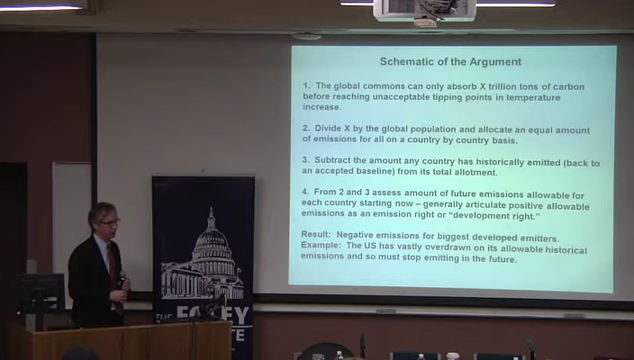 Schematic of the Argument
1. The global commons can only absorb X trillion tons of carbon
before reaching unacceptable tipping points in temperature
increase.
2. Divide X by the global population and allocate an equal amount
of emissions for all on a country by country basis.
3. Subtract the amount any country has historically emitted (back to
an accepted baseline) from its total allotment.
4. From 2 and 3 assess amount of future emissions allowable for
each country starting now – generally articulate positive allowable
emissions as an emission right or “development right.”
Result: Negative emissions for biggest developed emitters.
Example: The US has vastly overdrawn on its allowable historical
emissions and so must stop emitting in the future.
THE